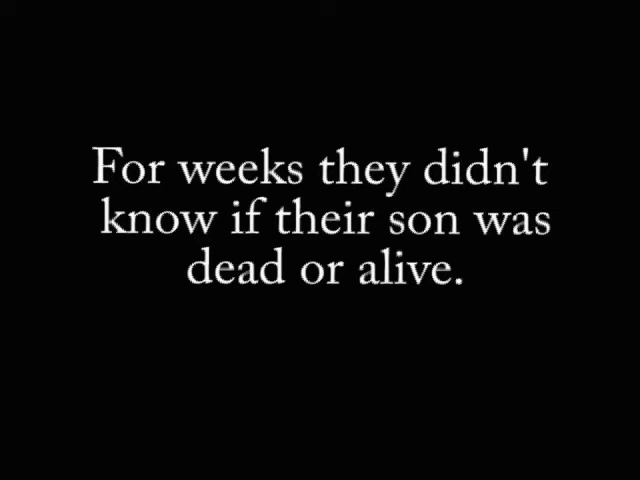 For weeks they didn't
know if their son was
dead or alive.